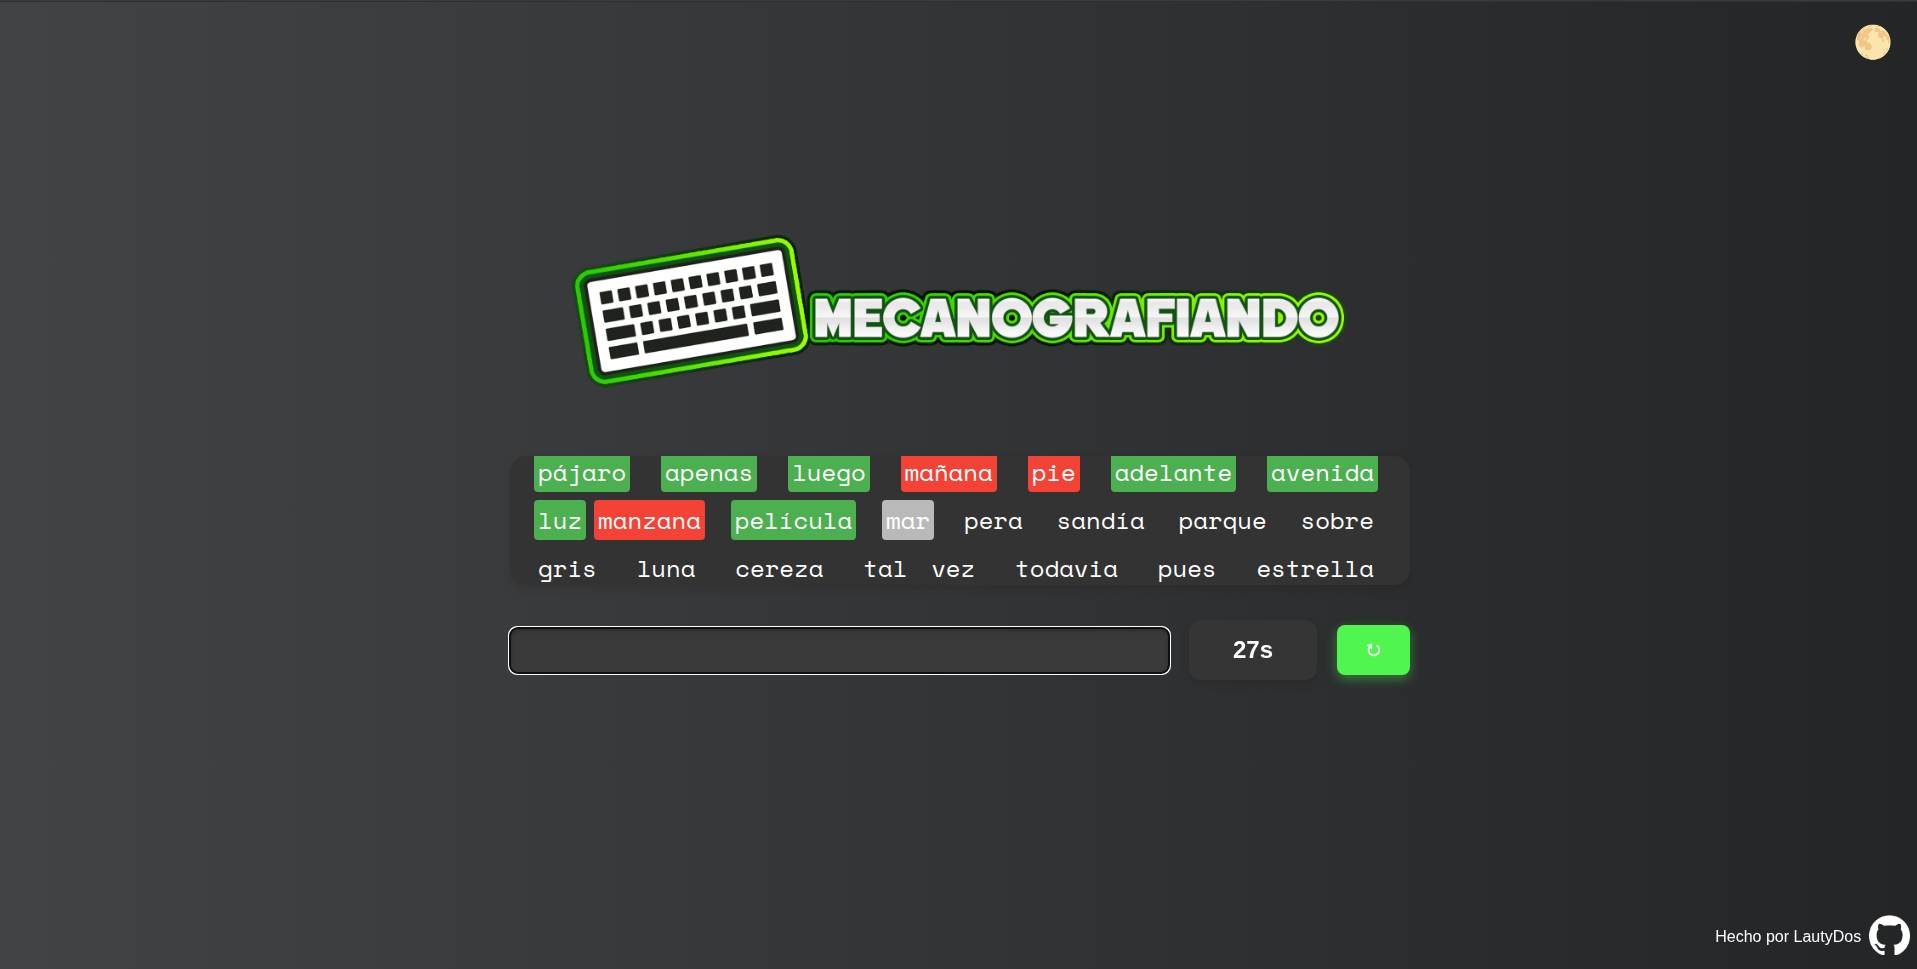 MECANOGRAFIANDO
pájaro apenas luego mañana pie adelante avenida
luz manzana película mar pera sandía parque sobre
gris luna cereza tal vez todavia pues estrella
27s ↻
Hecho por LautyDos